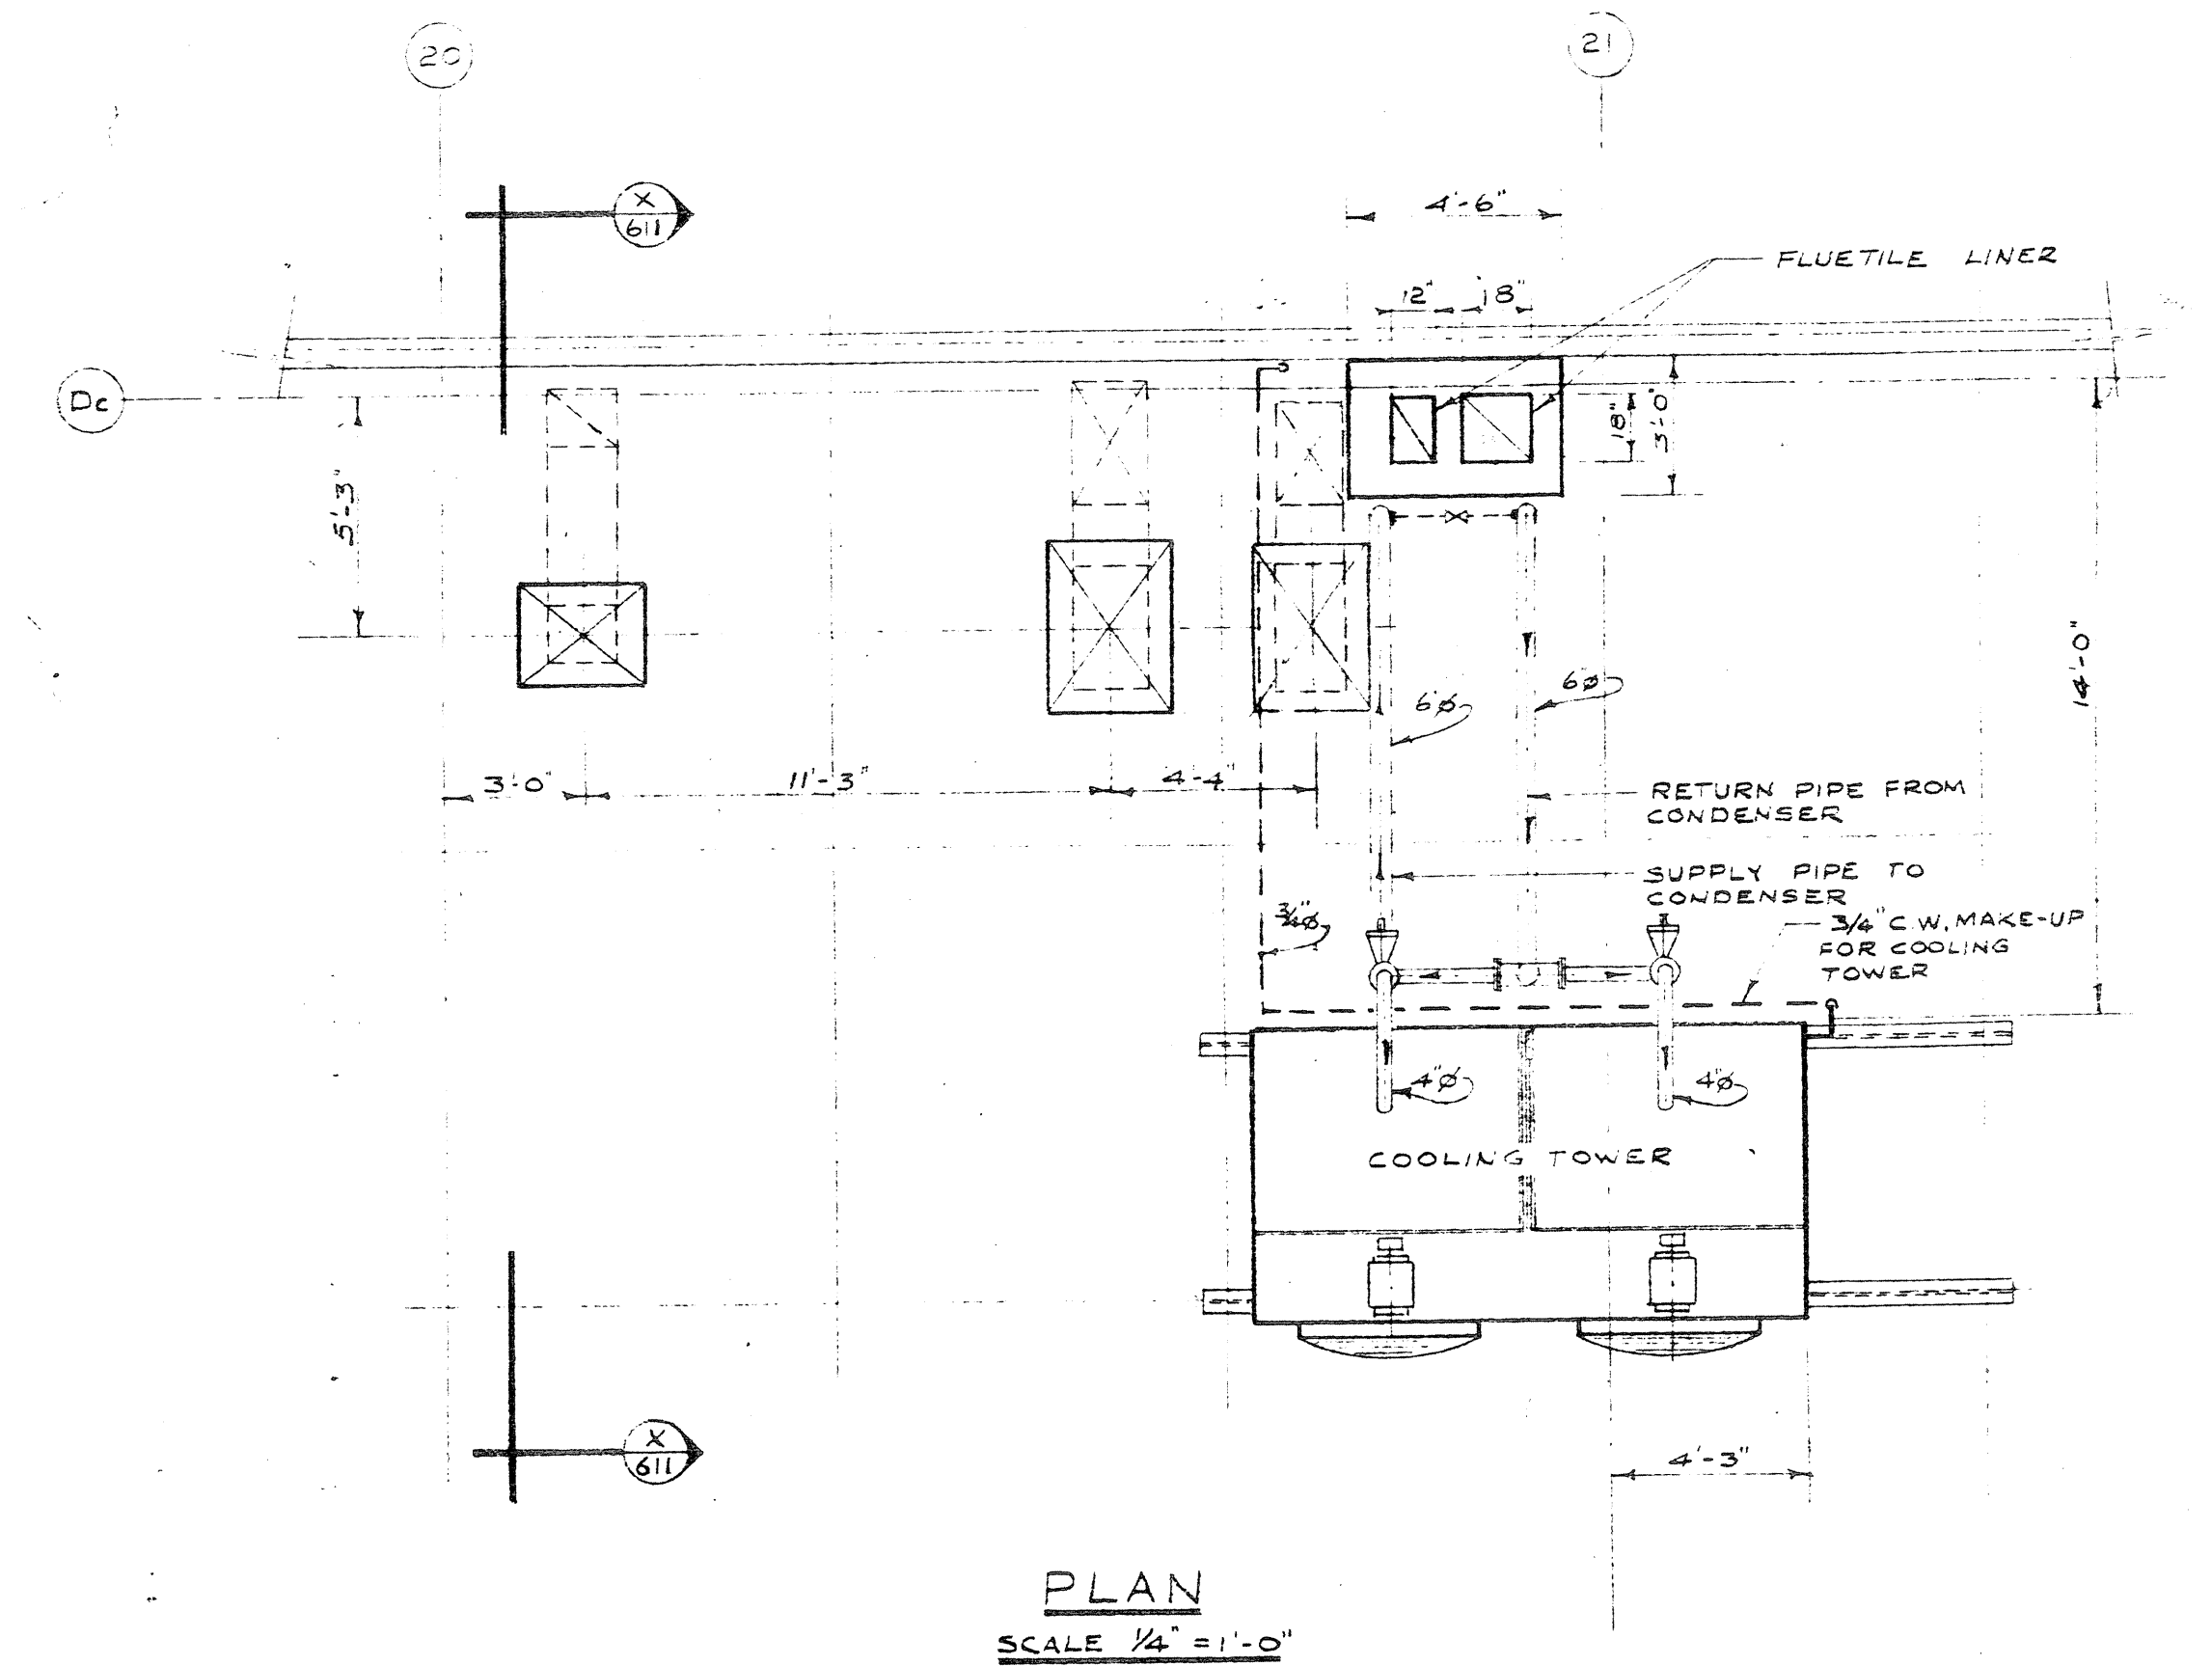 20
21
X
611
4'-6"
FLUETILE LINER
12"
18"
Dc
18"
3'-0"
5'-3"
14'-0"
6"ø
6ø
3'-0"
11'-3"
4'-4"
RETURN PIPE FROM
CONDENSER
SUPPLY PIPE TO
CONDENSER
3/4"ø
3/4" C.W. MAKE-UP
FOR COOLING
TOWER
4"ø
4"ø
COOLING TOWER
X
611
4'-3"
PLAN
SCALE 1/4" = 1'-0"